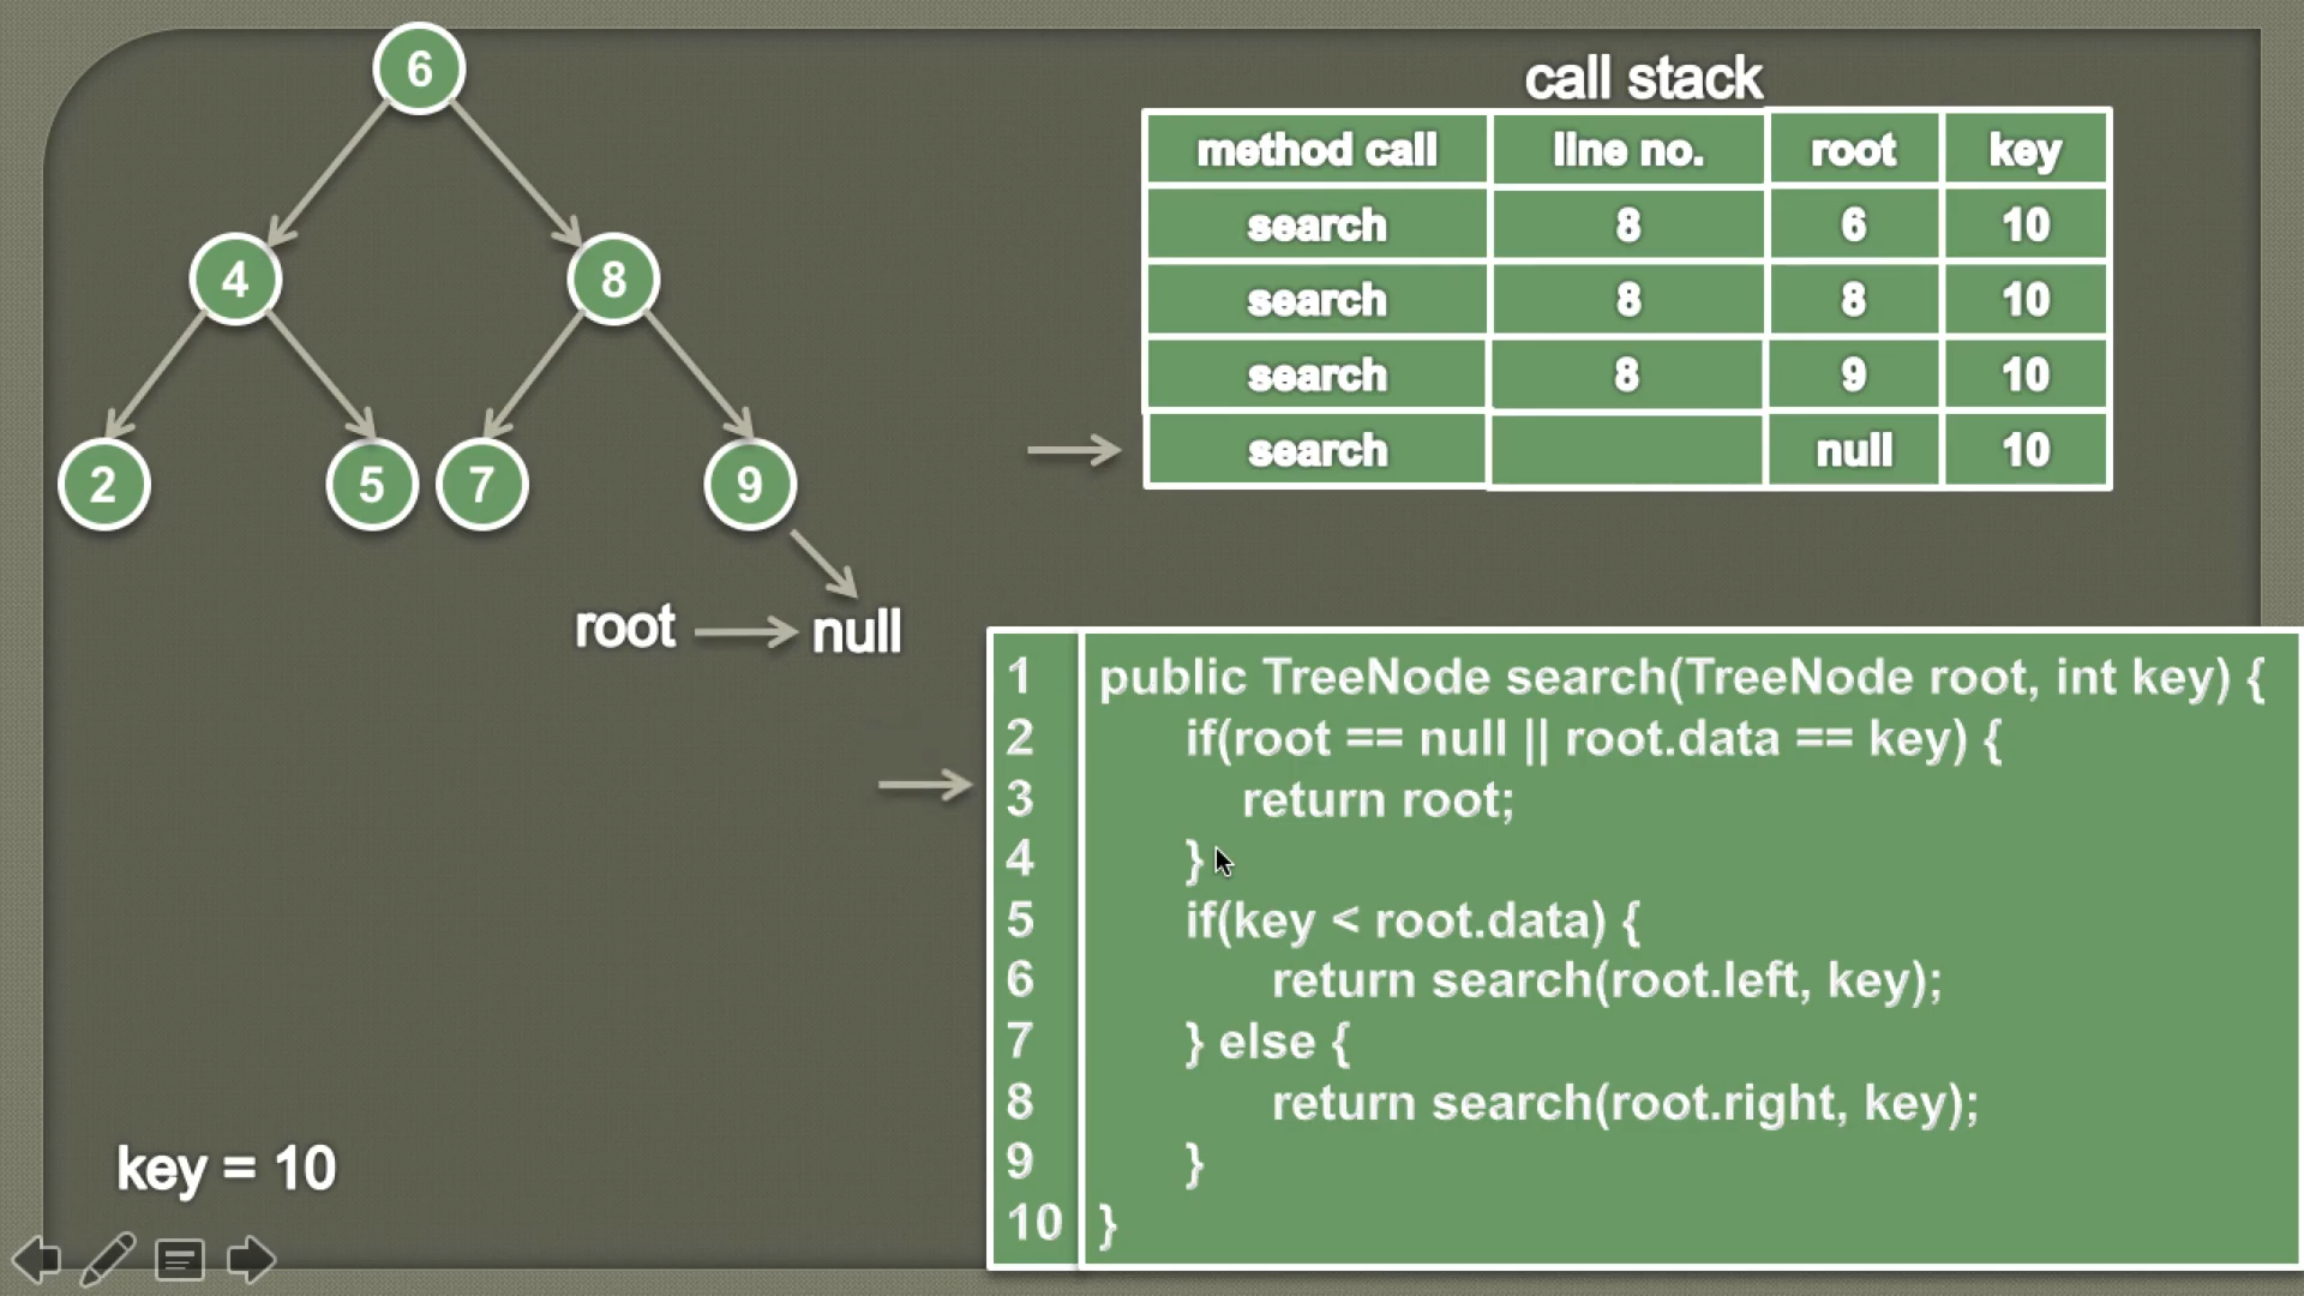 6
4
8
2
5
7
9
root
null
key = 10
call stack
method call line no. root key
search 8 6 10
search 8 8 10
search 8 9 10
search null 10
1 public TreeNode search(TreeNode root, int key) {
2 if(root == null || root.data == key) {
3 return root;
4 }
5 if(key < root.data) {
6 return search(root.left, key);
7 } else {
8 return search(root.right, key);
9 }
10 }